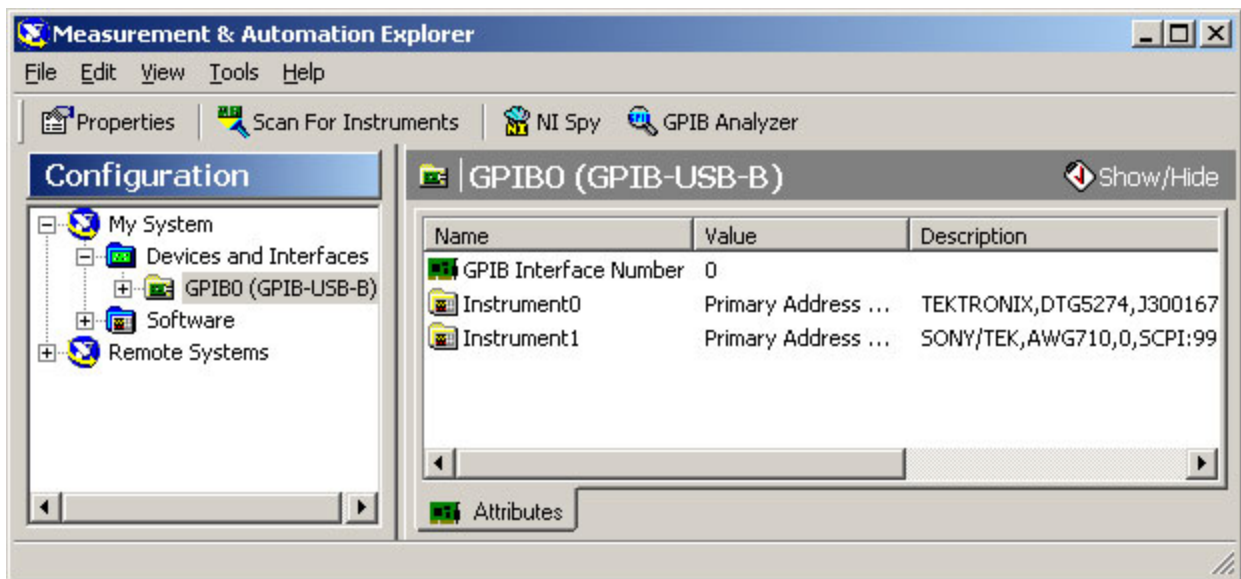 Measurement & Automation Explorer
File Edit View Tools Help
Properties Scan For Instruments NI Spy GPIB Analyzer
Configuration
My System
Devices and Interfaces
GPIB0 (GPIB-USB-B)
Software
Remote Systems
GPIB0 (GPIB-USB-B) Show/Hide
Name Value Description
GPIB Interface Number 0
Instrument0 Primary Address ... TEKTRONIX,DTG5274,J300167
Instrument1 Primary Address ... SONY/TEK,AWG710,0,SCPI:99
Attributes